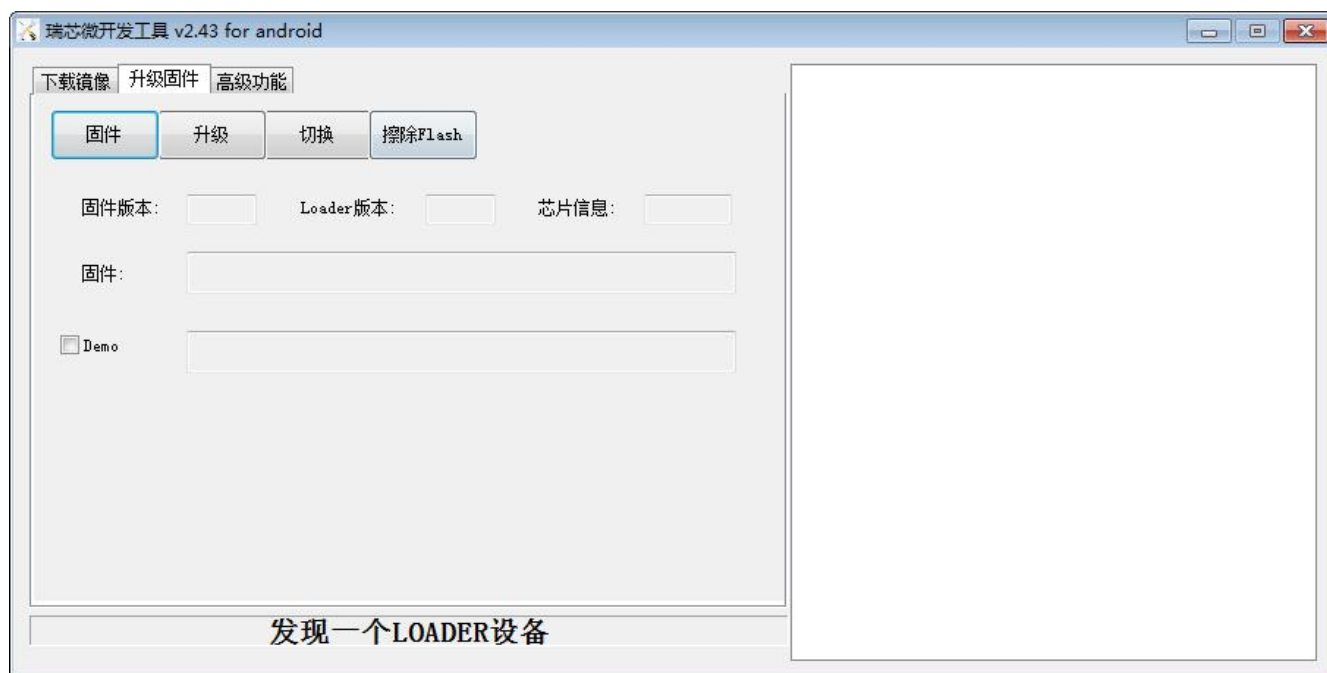 瑞芯微开发工具 v2.43 for android
下载镜像 升级固件 高级功能
固件 升级 切换 擦除Flash
固件版本: Loader版本: 芯片信息:
固件:
Demo
发现一个LOADER设备